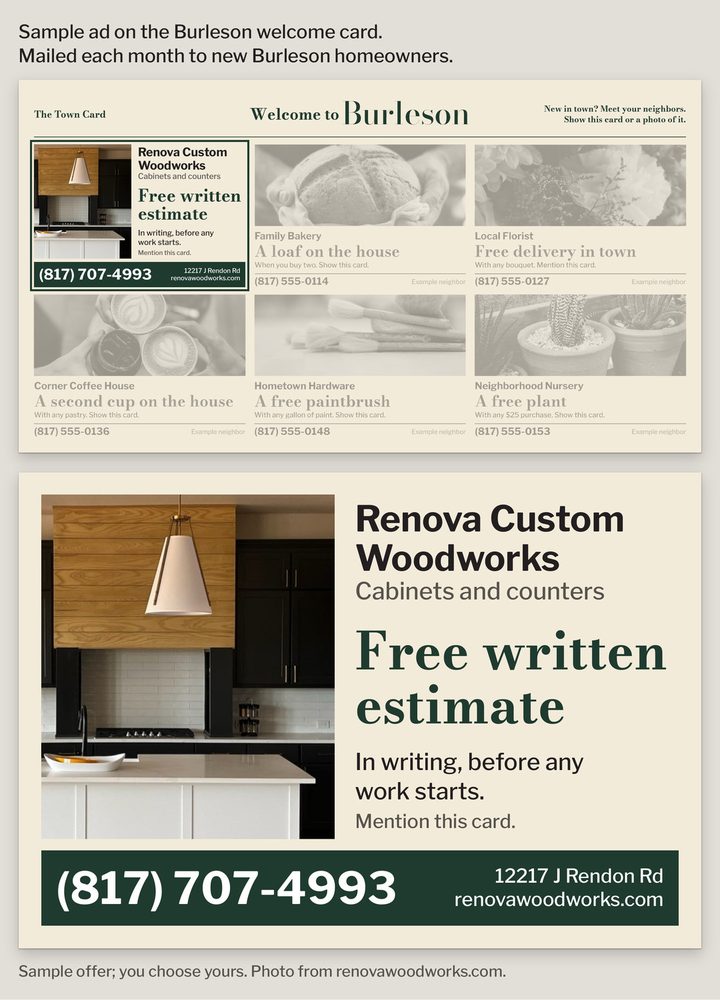 Sample ad on the Burleson welcome card.
Mailed each month to new Burleson homeowners.
The Town Card
Welcome to Burleson
New in town? Meet your neighbors.
Show this card or a photo of it.
Renova Custom
Woodworks
Cabinets and counters
Free written
estimate
In writing, before any
work starts.
Mention this card.
(817) 707-4993
12217 J Rendon Rd
renovawoodworks.com
Family Bakery
A loaf on the house
When you buy two. Show this card.
(817) 555-0114
Example neighbor
Local Florist
Free delivery in town
With any bouquet. Mention this card.
(817) 555-0127
Example neighbor
Corner Coffee House
A second cup on the house
With any pastry. Show this card.
(817) 555-0136
Example neighbor
Hometown Hardware
A free paintbrush
With any gallon of paint. Show this card.
(817) 555-0148
Example neighbor
Neighborhood Nursery
A free plant
With any $25 purchase. Show this card.
(817) 555-0153
Example neighbor
Renova Custom
Woodworks
Cabinets and counters
Free written
estimate
In writing, before any
work starts.
Mention this card.
(817) 707-4993
12217 J Rendon Rd
renovawoodworks.com
Sample offer; you choose yours. Photo from renovawoodworks.com.